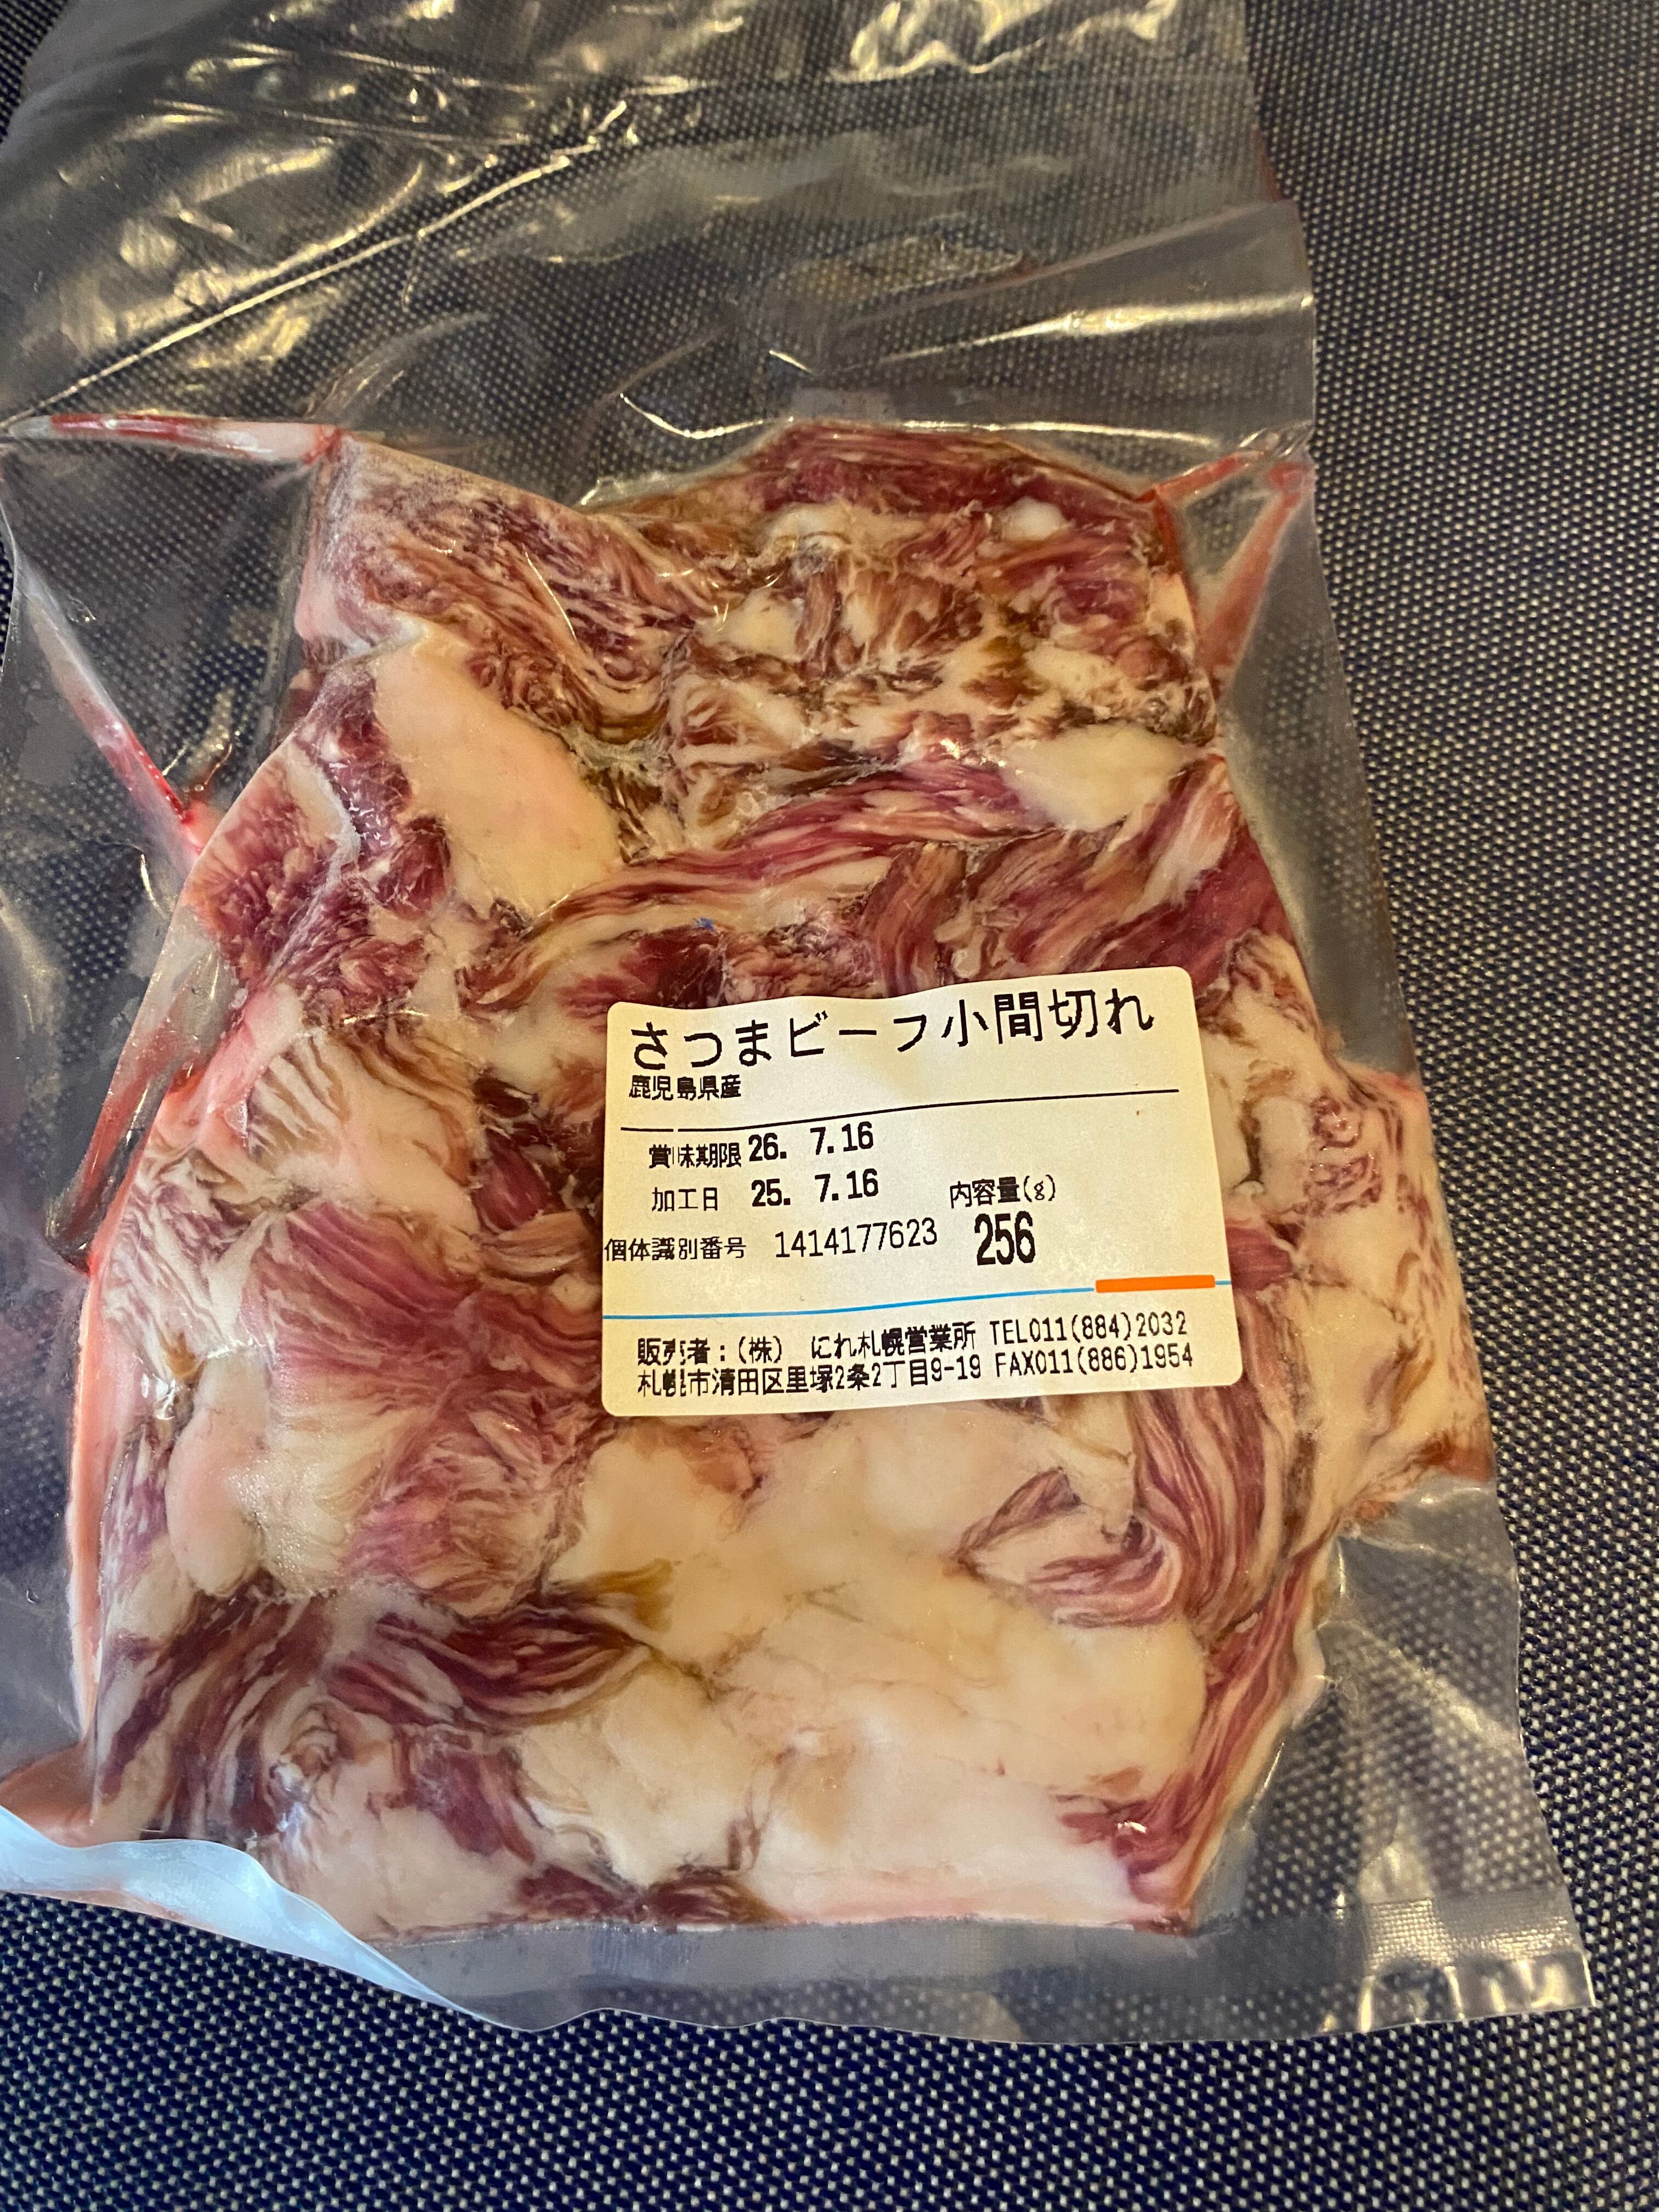 さつまビーフ小間切れ
鹿児島県産
賞味期限 26. 7.16
加工日 25. 7.16 内容量(g)
個体識別番号 1414177623 256
販売者:(株) にれ札幌営業所 TEL011(884)2032
札幌市清田区里塚2条2丁目9-19 FAX011(886)1954